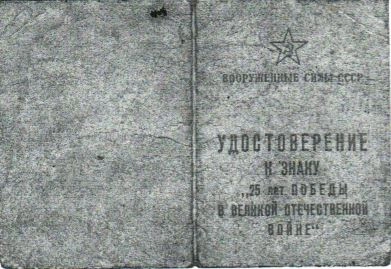 ВООРУЖЕННЫЕ СИЛЫ СССР
УДОСТОВЕРЕНИЕ
К ЗНАКУ
„25 лет ПОБЕДЫ
В ВЕЛИКОЙ ОТЕЧЕСТВЕННОЙ
ВОЙНЕ“